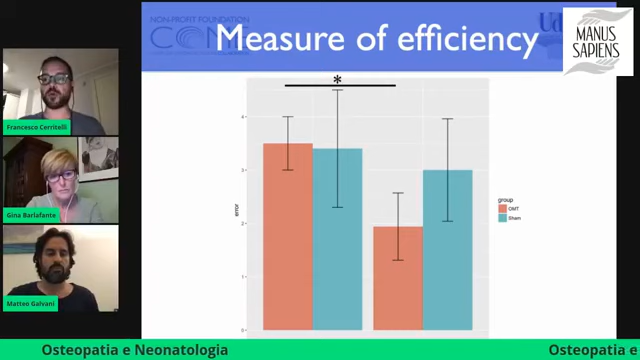 NON-PROFIT FOUNDATION
Measure of efficiency
MANUS
SAPIENS
*
Francesco Cerritelli
Gina Barlafante
Matteo Galvani
error
4
3
2
1
0
group
OMT
Sham
Osteopatia e Neonatologia
Osteopatia e